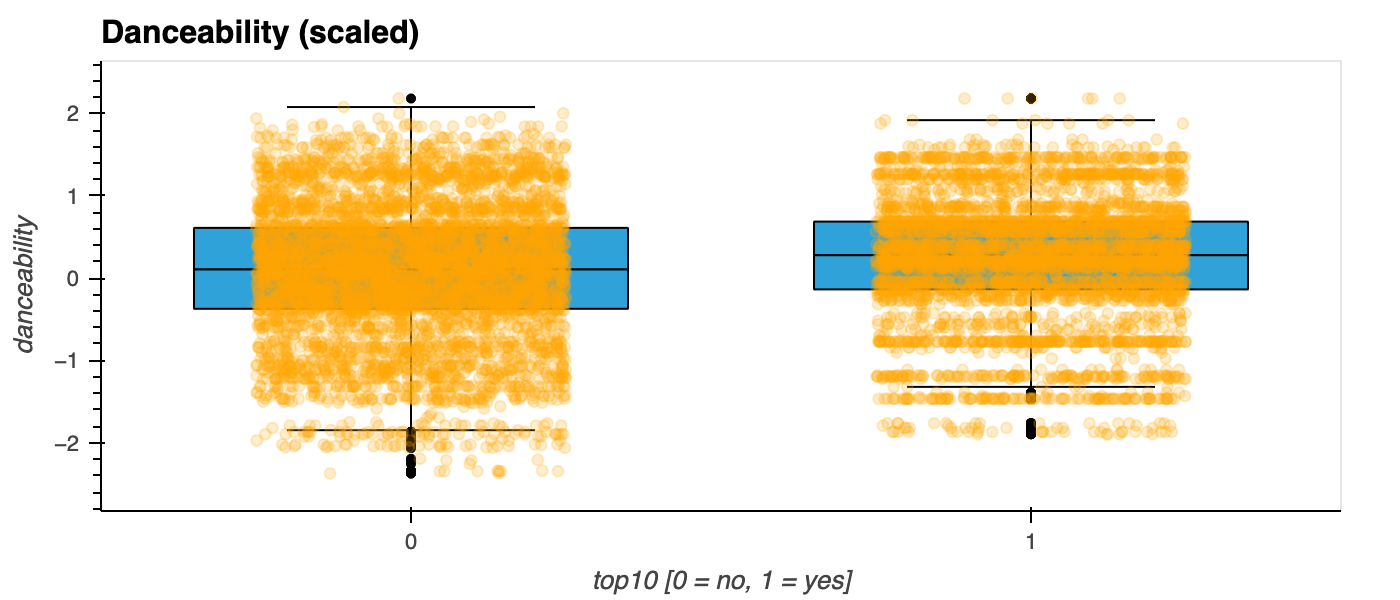 Danceability (scaled)
danceability
2
1
0
−1
−2
0
1
top10 [0 = no, 1 = yes]